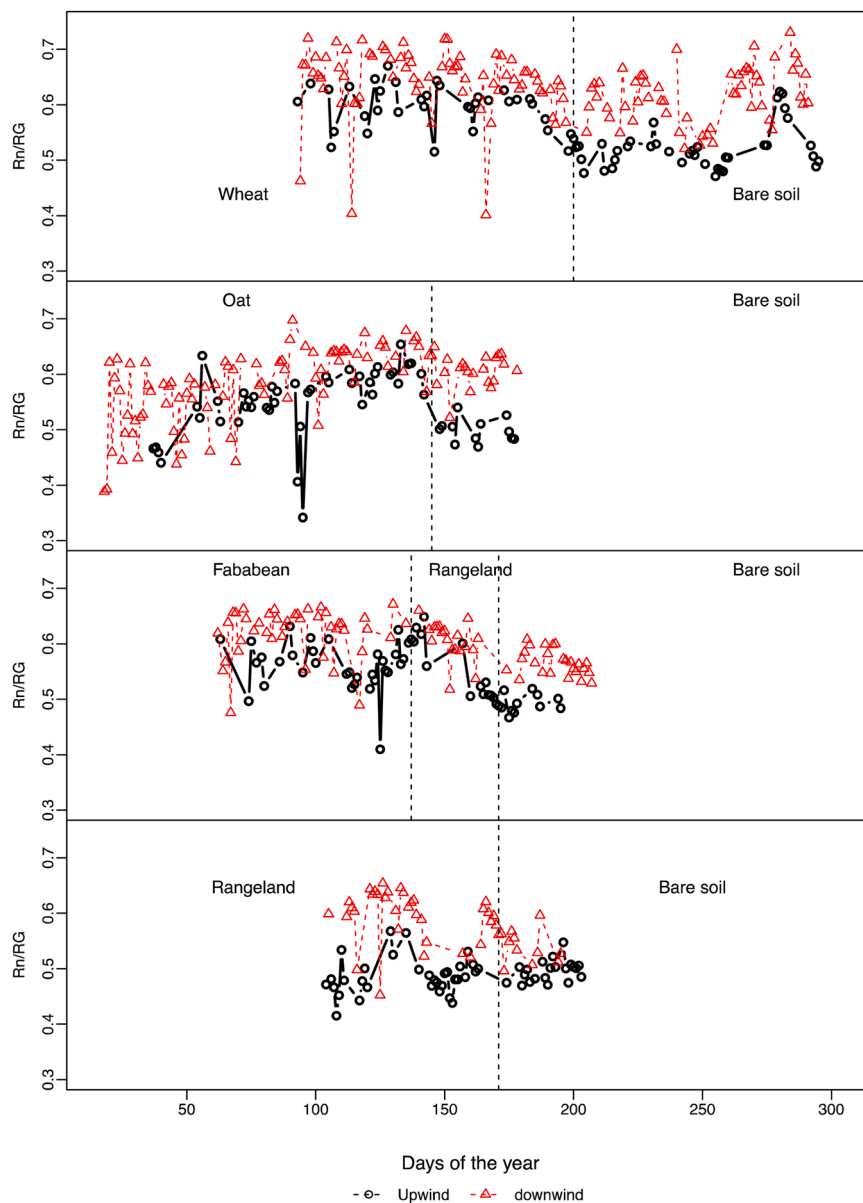 0.7
0.6
0.5
0.4
0.3
Rn/RG
Wheat
Bare soil
0.7
0.6
0.5
0.4
0.3
Rn/RG
Oat
Bare soil
0.7
0.6
0.5
0.4
0.3
Rn/RG
Fababean
Rangeland
Bare soil
0.7
0.6
0.5
0.4
0.3
Rn/RG
Rangeland
Bare soil
50 100 150 200 250 300
Days of the year
Upwind downwind